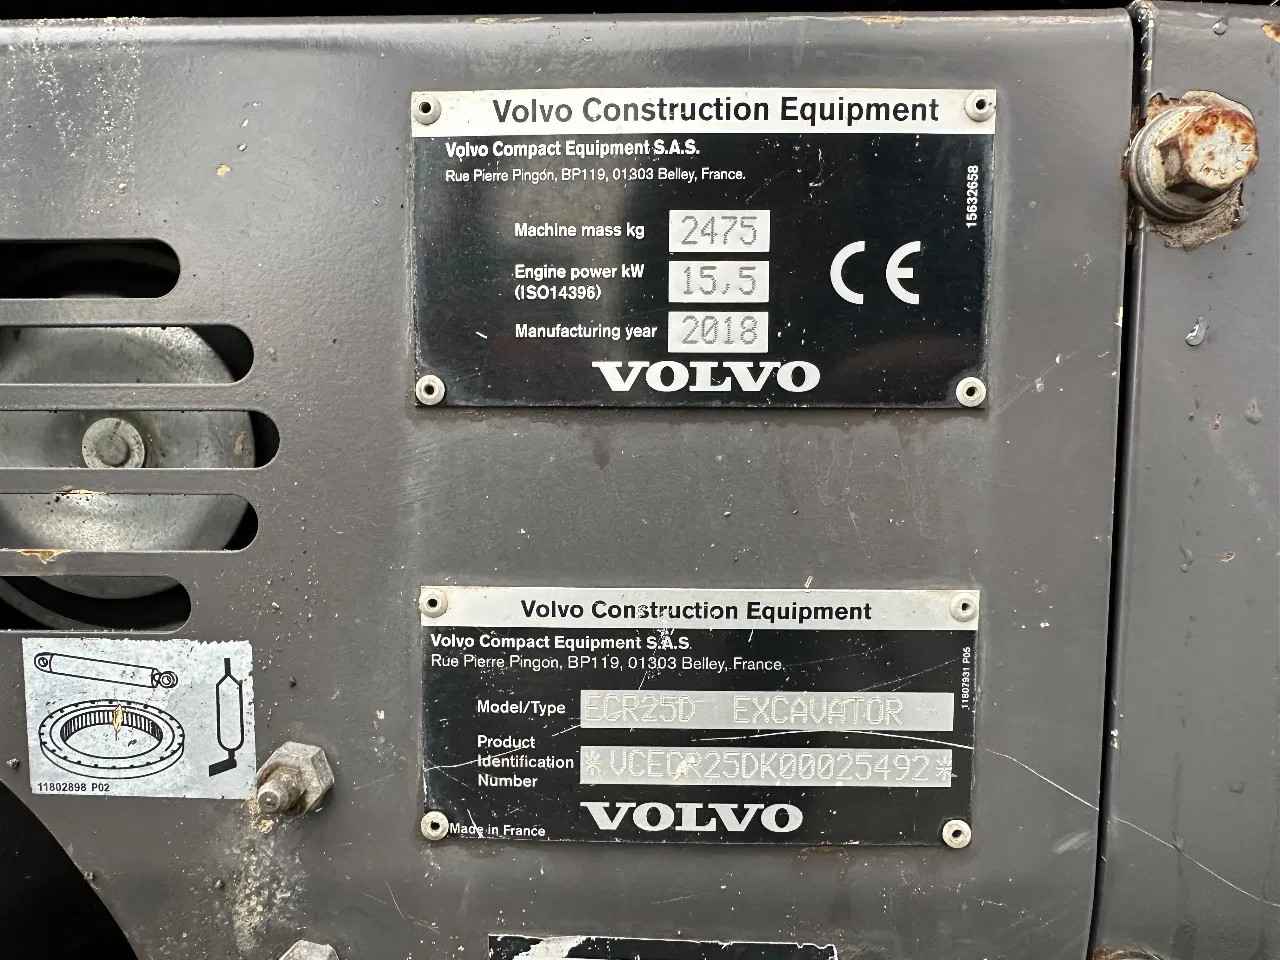 Volvo Construction Equipment
Volvo Compact Equipment S.A.S.
Rue Pierre Pingon, BP119, 01303 Belley, France.
15632658
Machine mass kg 2475
Engine power kW 15,5
(ISO14396)
Manufacturing year 2018
CE
VOLVO
Volvo Construction Equipment
Volvo Compact Equipment S.A.S.
Rue Pierre Pingon, BP119, 01303 Belley, France.
11807931 P05
Model/Type ECR25D EXCAVATOR
Product
Identification *VCECR25DK00025492*
Number
VOLVO
Made in France
11802898 P02